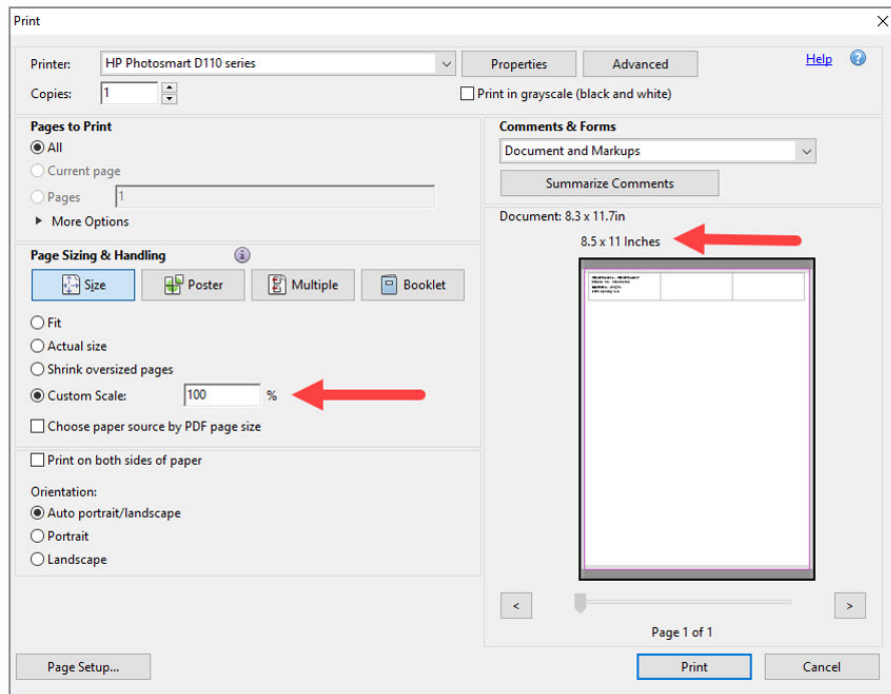 Print
Printer: HP Photosmart D110 series Properties Advanced Help ?
Copies: 1 Print in grayscale (black and white)
Pages to Print
All
Current page
Pages 1
More Options
Comments & Forms
Document and Markups
Summarize Comments
Page Sizing & Handling
Size Poster Multiple Booklet
Fit
Actual size
Shrink oversized pages
Custom Scale: 100 %
Choose paper source by PDF page size
Print on both sides of paper
Orientation:
Auto portrait/landscape
Portrait
Landscape
Document: 8.3 x 11.7in
8.5 x 11 Inches
< >
Page 1 of 1
Page Setup... Print Cancel